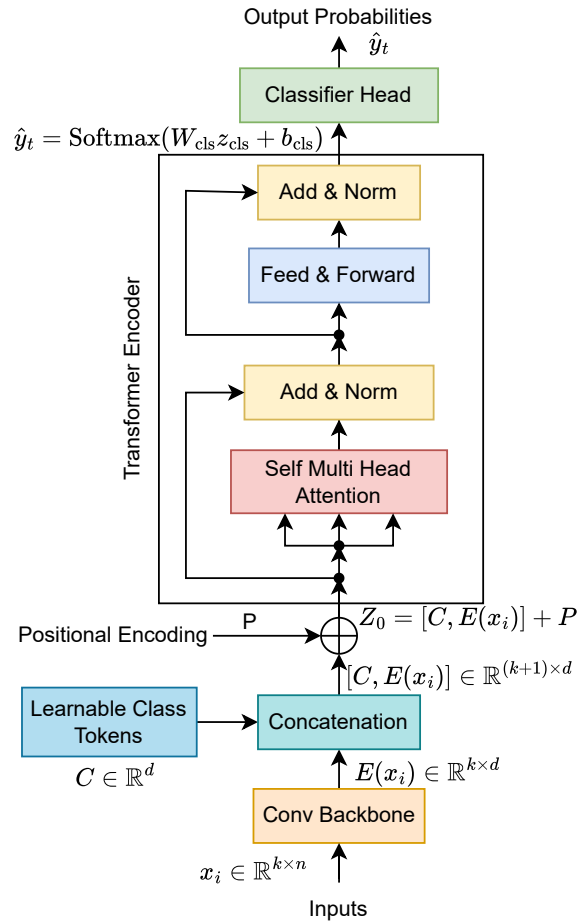 Output Probabilities
ŷ_t
Classifier Head
ŷ_t = Softmax(W_cls z_cls + b_cls)
Add & Norm
Feed & Forward
Transformer Encoder
Add & Norm
Self Multi Head
Attention
Z_0 = [C, E(x_i)] + P
P
Positional Encoding
[C, E(x_i)] ∈ ℝ^{(k+1)×d}
Learnable Class
Tokens
Concatenation
C ∈ ℝ^d
E(x_i) ∈ ℝ^{k×d}
Conv Backbone
x_i ∈ ℝ^{k×n}
Inputs